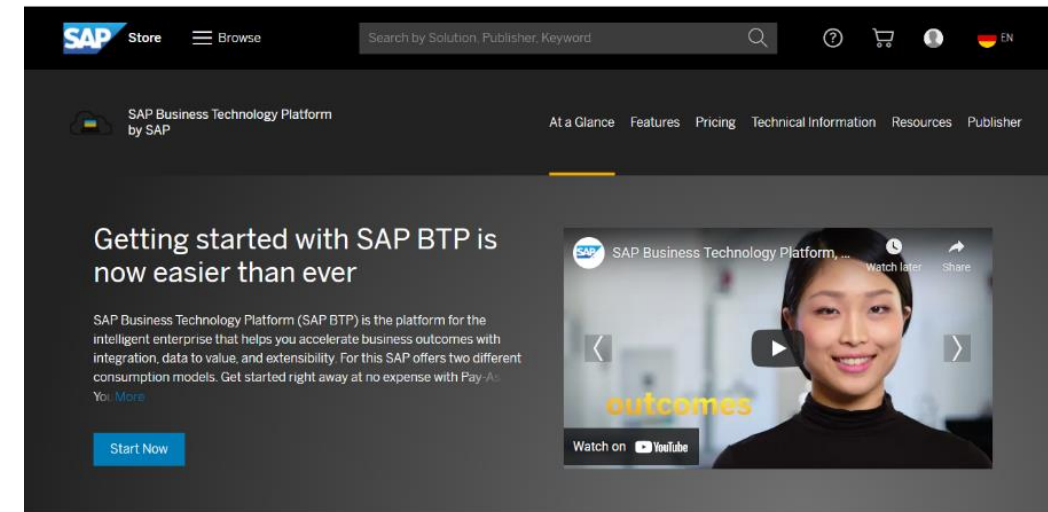 SAP Store Browse Search by Solution, Publisher, Keyword EN
SAP Business Technology Platform
by SAP
At a Glance Features Pricing Technical Information Resources Publisher
Getting started with SAP BTP is
now easier than ever
SAP Business Technology Platform (SAP BTP) is the platform for the
intelligent enterprise that helps you accelerate business outcomes with
integration, data to value, and extensibility. For this SAP offers two different
consumption models. Get started right away at no expense with Pay-As-
You More
Start Now
SAP SAP Business Technology Platform, ...
Watch later Share
outcomes
Watch on YouTube